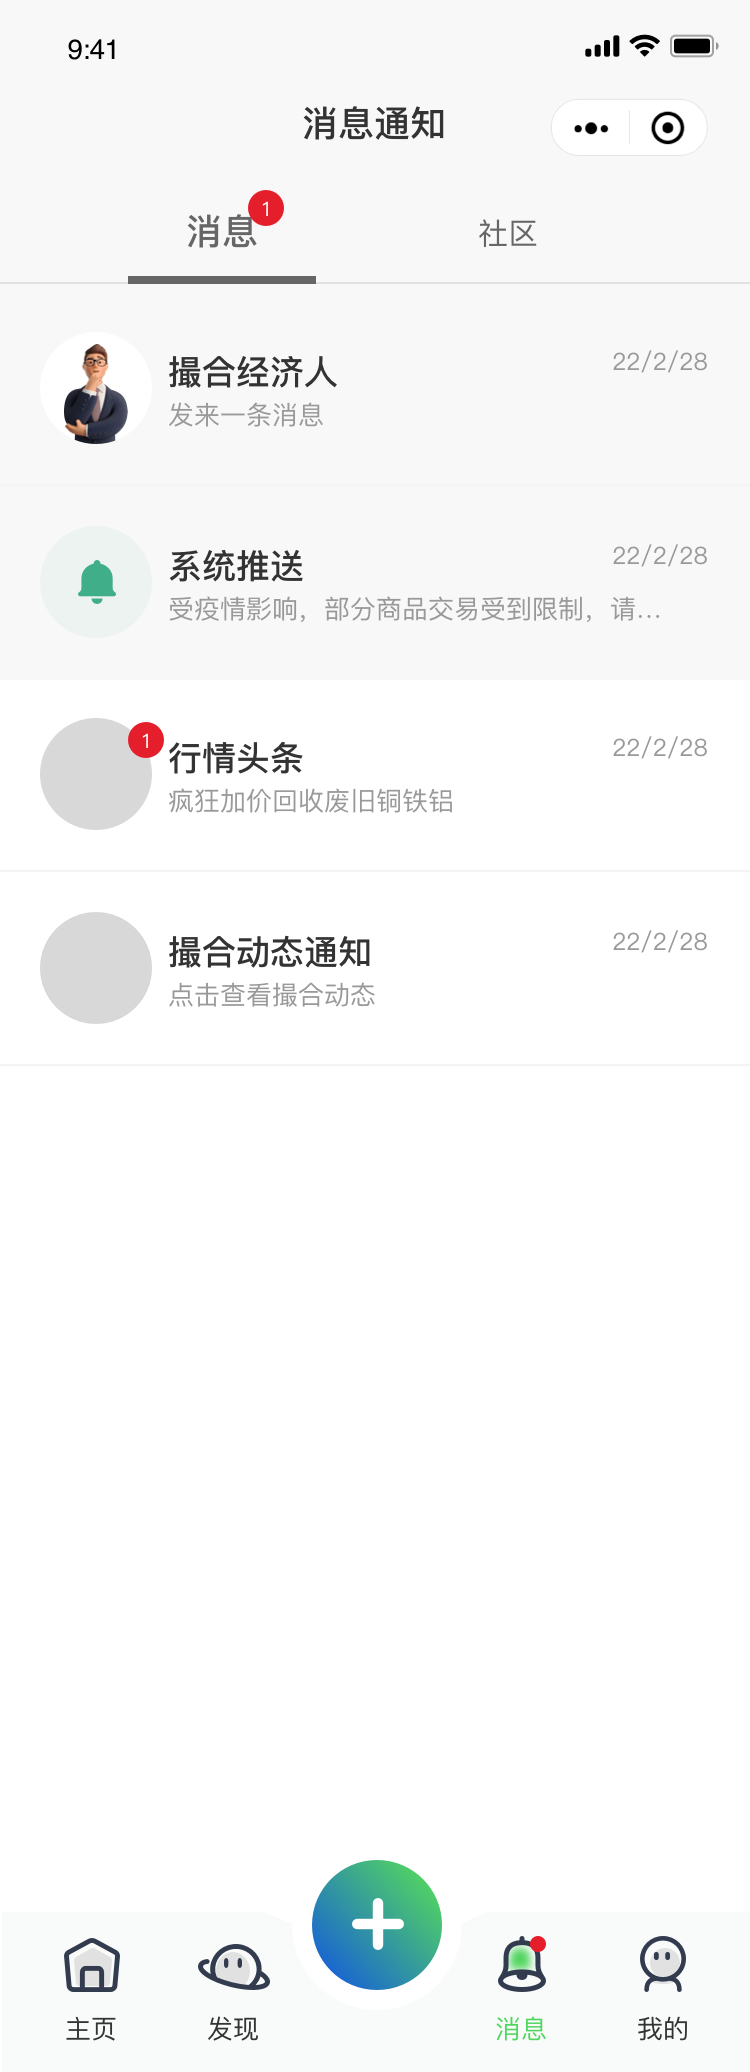 9:41
消息通知
消息
1
社区
撮合经济人
22/2/28
发来一条消息
系统推送
22/2/28
受疫情影响，部分商品交易受到限制，请...
1
行情头条
22/2/28
疯狂加价回收废旧铜铁铝
撮合动态通知
22/2/28
点击查看撮合动态
主页
发现
消息
我的